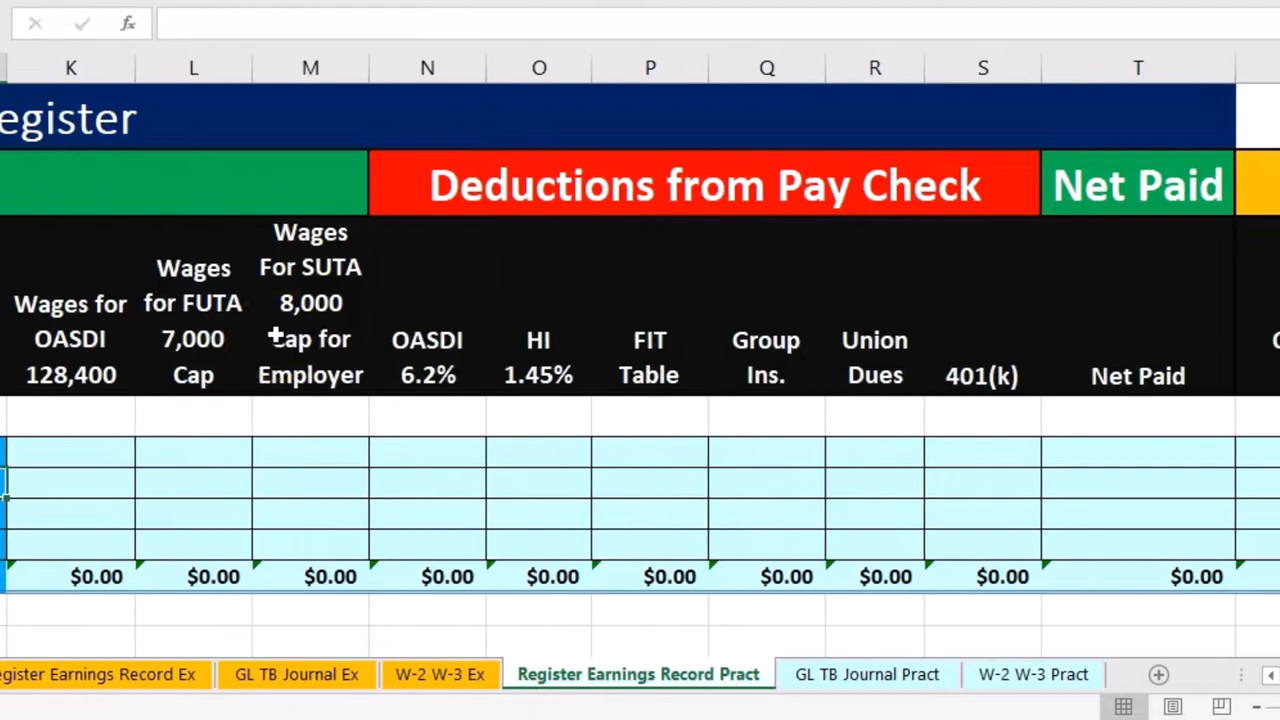 fx
K L M N O P Q R S T
egister
Deductions from Pay Check Net Paid
Wages for
OASDI
128,400
Wages
for FUTA
7,000
Cap
Wages
For SUTA
8,000
Cap for
Employer
OASDI
6.2%
HI
1.45%
FIT
Table
Group
Ins.
Union
Dues
401(k)
Net Paid
$0.00 $0.00 $0.00 $0.00 $0.00 $0.00 $0.00 $0.00 $0.00 $0.00
egister Earnings Record Ex GL TB Journal Ex W-2 W-3 Ex Register Earnings Record Pract GL TB Journal Pract W-2 W-3 Pract